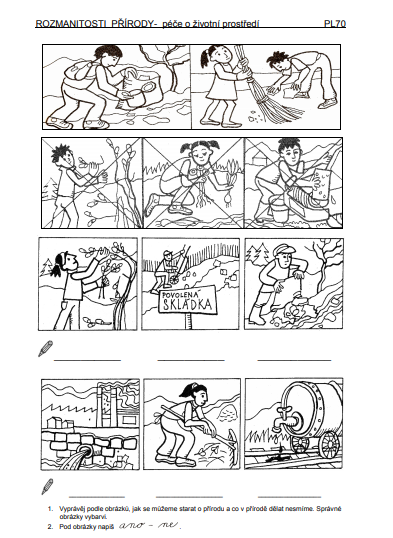 ROZMANITOSTI PŘÍRODY- péče o životní prostředí PL70
POVOLENÁ
SKLÁDKA
1. Vyprávěj podle obrázků, jak se můžeme starat o přírodu a co v přírodě dělat nesmíme. Správné
obrázky vybarvi.
2. Pod obrázky napiš ano - ne.